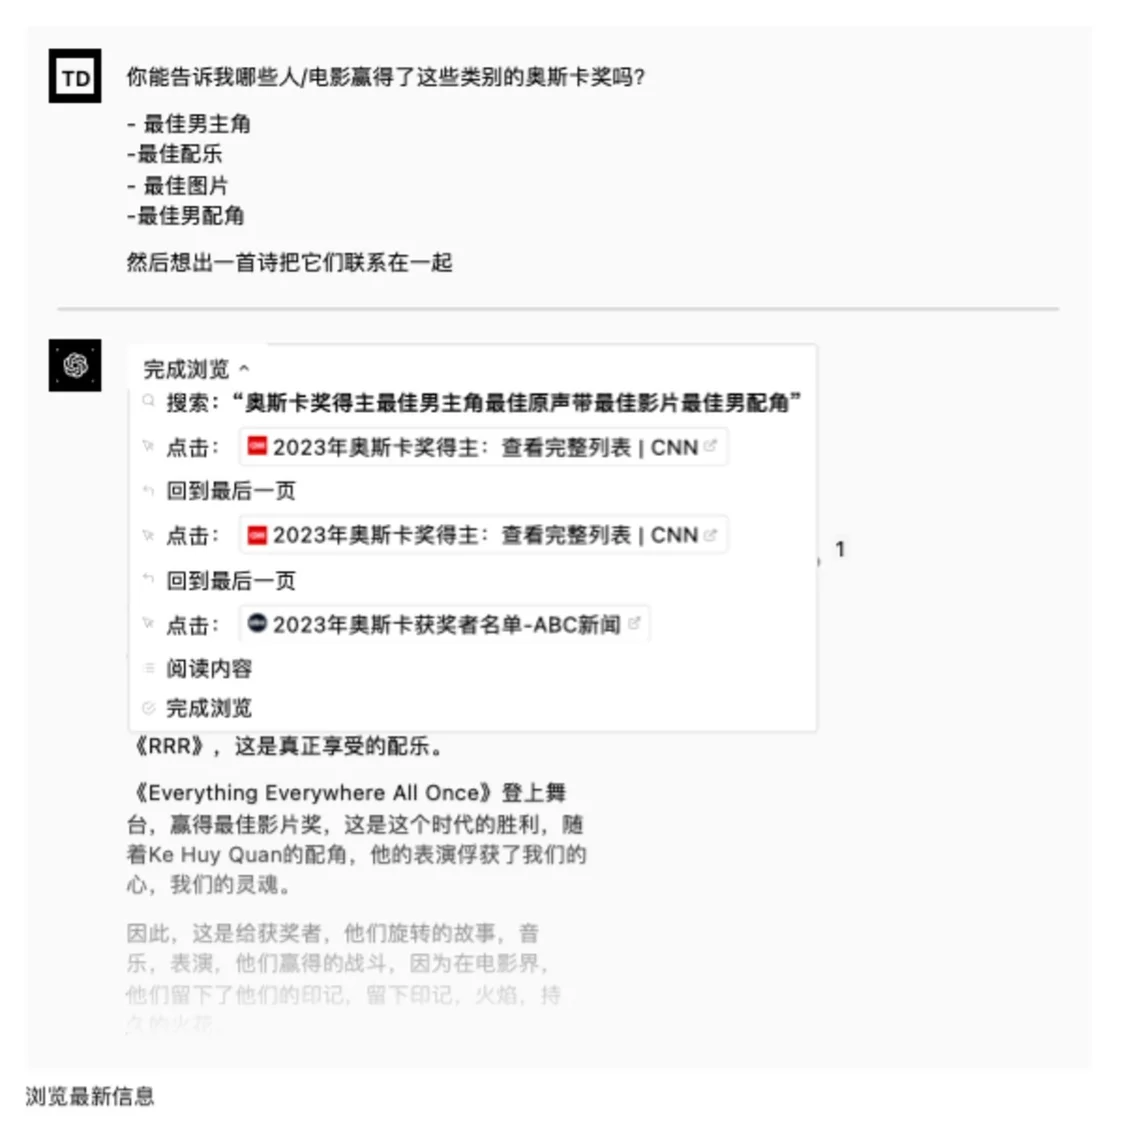 TD
你能告诉我哪些人/电影赢得了这些类别的奥斯卡奖吗?
- 最佳男主角
-最佳配乐
- 最佳图片
-最佳男配角
然后想出一首诗把它们联系在一起
完成浏览
搜索：“奥斯卡奖得主最佳男主角最佳原声带最佳影片最佳男配角”
点击： 2023年奥斯卡奖得主：查看完整列表 | CNN
回到最后一页
点击： 2023年奥斯卡奖得主：查看完整列表 | CNN
1
回到最后一页
点击： 2023年奥斯卡获奖者名单-ABC新闻
阅读内容
完成浏览
《RRR》，这是真正享受的配乐。
《Everything Everywhere All Once》登上舞
台，赢得最佳影片奖，这是这个时代的胜利，随
着Ke Huy Quan的配角，他的表演俘获了我们的
心，我们的灵魂。
因此，这是给获奖者，他们旋转的故事，音
乐，表演，他们赢得的战斗，因为在电影界，
他们留下了他们的印记，留下印记，火焰，持
久的火花。
浏览最新信息